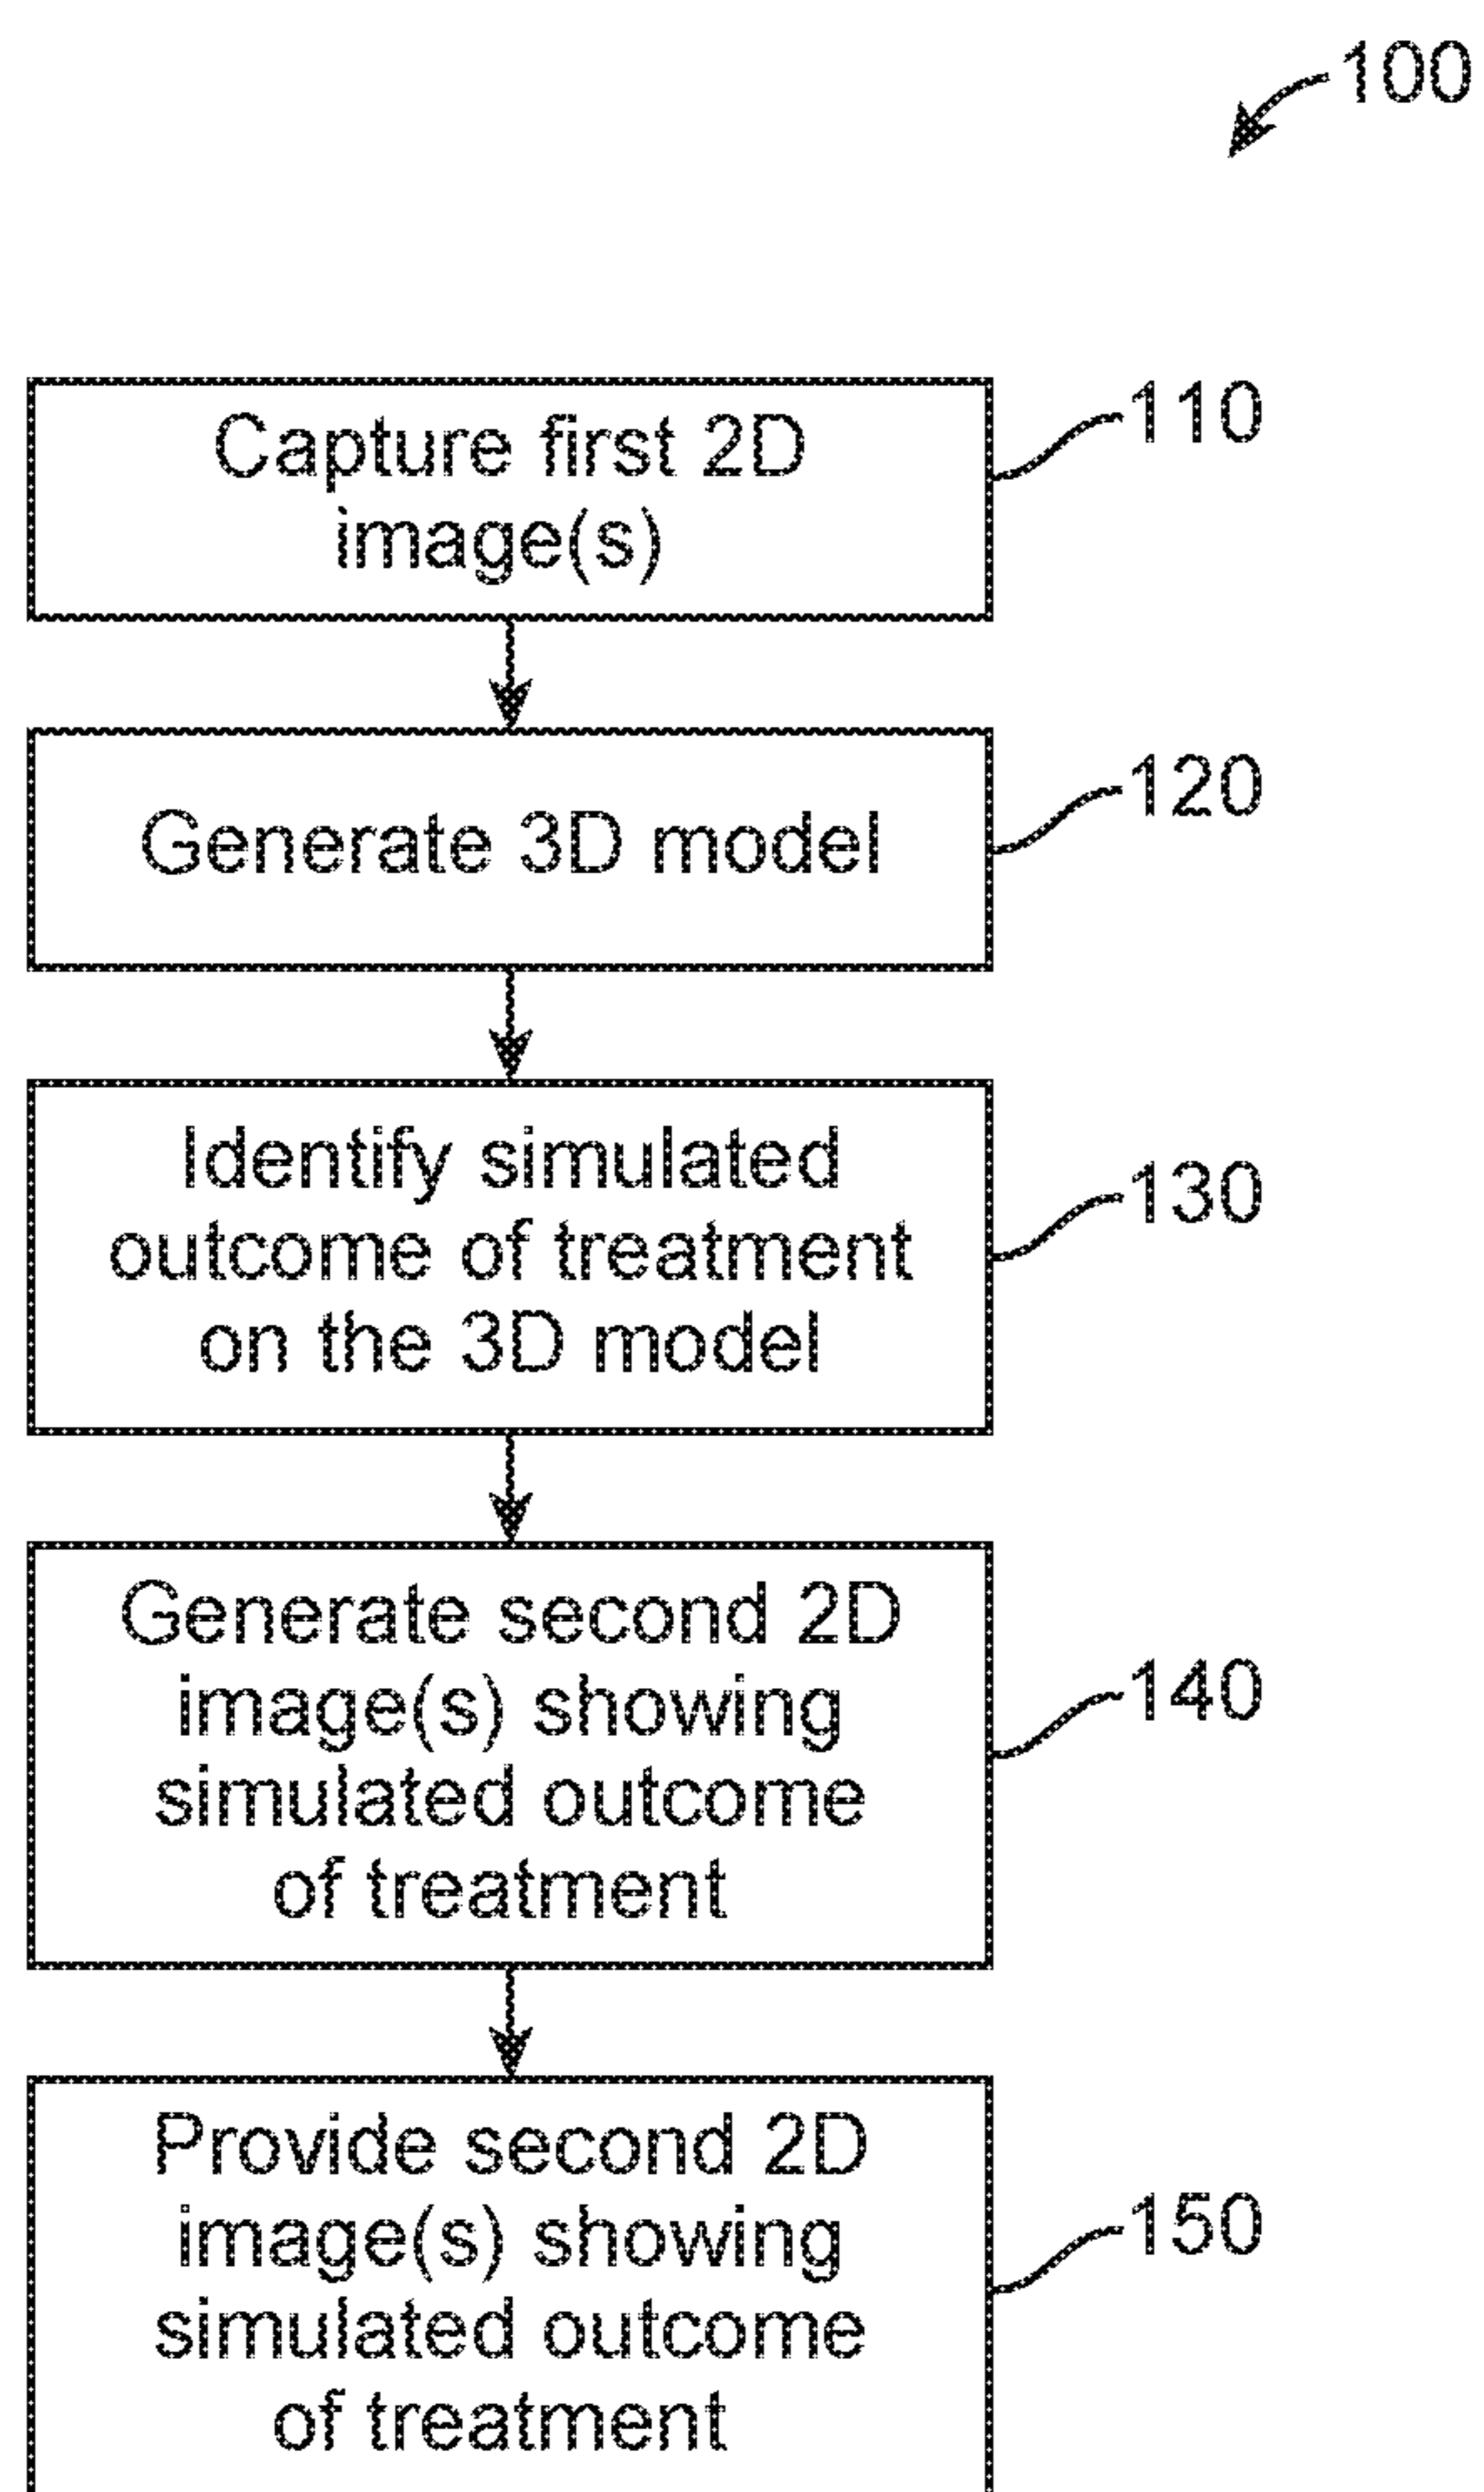 100
Capture first 2D
image(s)
110
Generate 3D model
120
Identify simulated
outcome of treatment
on the 3D model
130
Generate second 2D
image(s) showing
simulated outcome
of treatment
140
Provide second 2D
image(s) showing
simulated outcome
of treatment
150